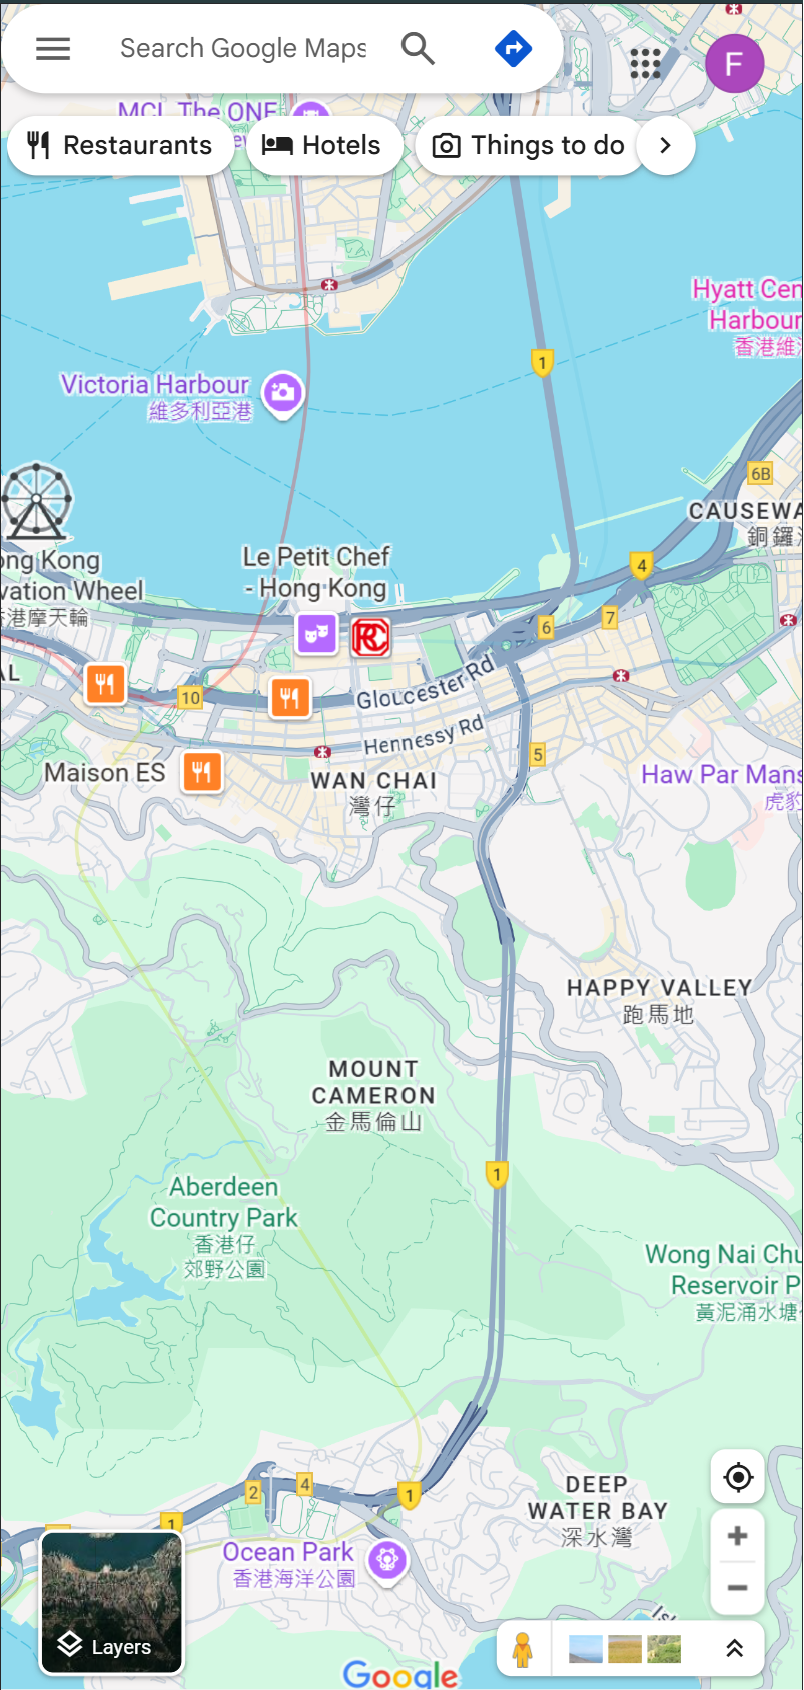 Search Google Maps
F
MCL The ONE
Restaurants
Hotels
Things to do
Hyatt Cen
Harbour
香港維
1
Victoria Harbour
維多利亞港
6B
CAUSEWA
銅鑼
ong Kong
vation Wheel
港摩天輪
Le Petit Chef
- Hong Kong
4
RC
6
7
AL
10
Gloucester Rd
Hennessy Rd
5
Maison ES
WAN CHAI
灣仔
Haw Par Mans
虎豹
HAPPY VALLEY
跑馬地
MOUNT
CAMERON
金馬倫山
1
Aberdeen
Country Park
香港仔
郊野公園
Wong Nai Chu
Reservoir P
黃泥涌水塘
2
4
1
1
DEEP
WATER BAY
深水灣
Ocean Park
香港海洋公園
Layers
Isl
Google